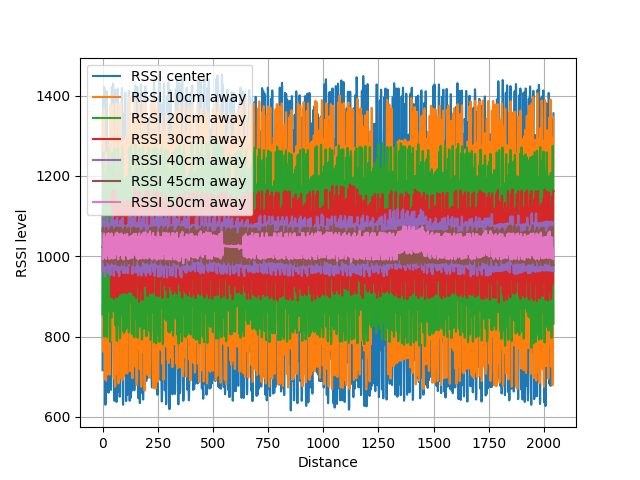 RSSI center
RSSI 10cm away
RSSI 20cm away
RSSI 30cm away
RSSI 40cm away
RSSI 45cm away
RSSI 50cm away
1400
1200
1000
800
600
RSSI level
0 250 500 750 1000 1250 1500 1750 2000
Distance